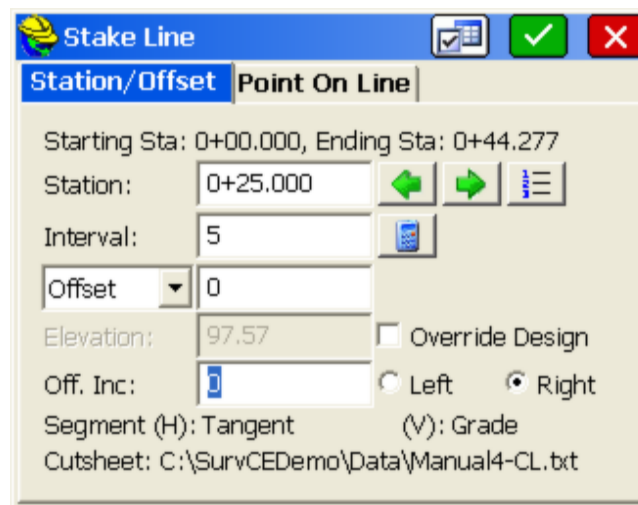 Stake Line
Station/Offset Point On Line
Starting Sta: 0+00.000, Ending Sta: 0+44.277
Station: 0+25.000
Interval: 5
Offset 0
Elevation: 97.57 Override Design
Off. Inc: 0 Left Right
Segment (H): Tangent (V): Grade
Cutsheet: C:\SurvCEDemo\Data\Manual4-CL.txt